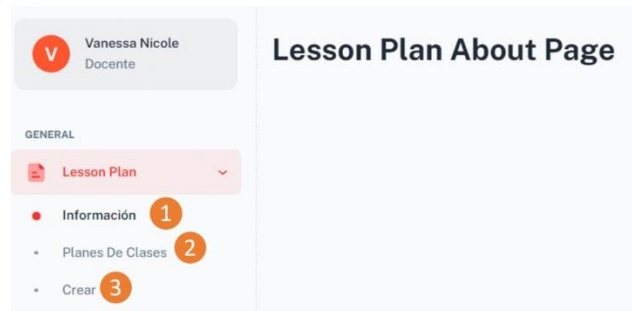 V
Vanessa Nicole
Docente
Lesson Plan About Page
GENERAL
Lesson Plan
Información 1
Planes De Clases 2
Crear 3